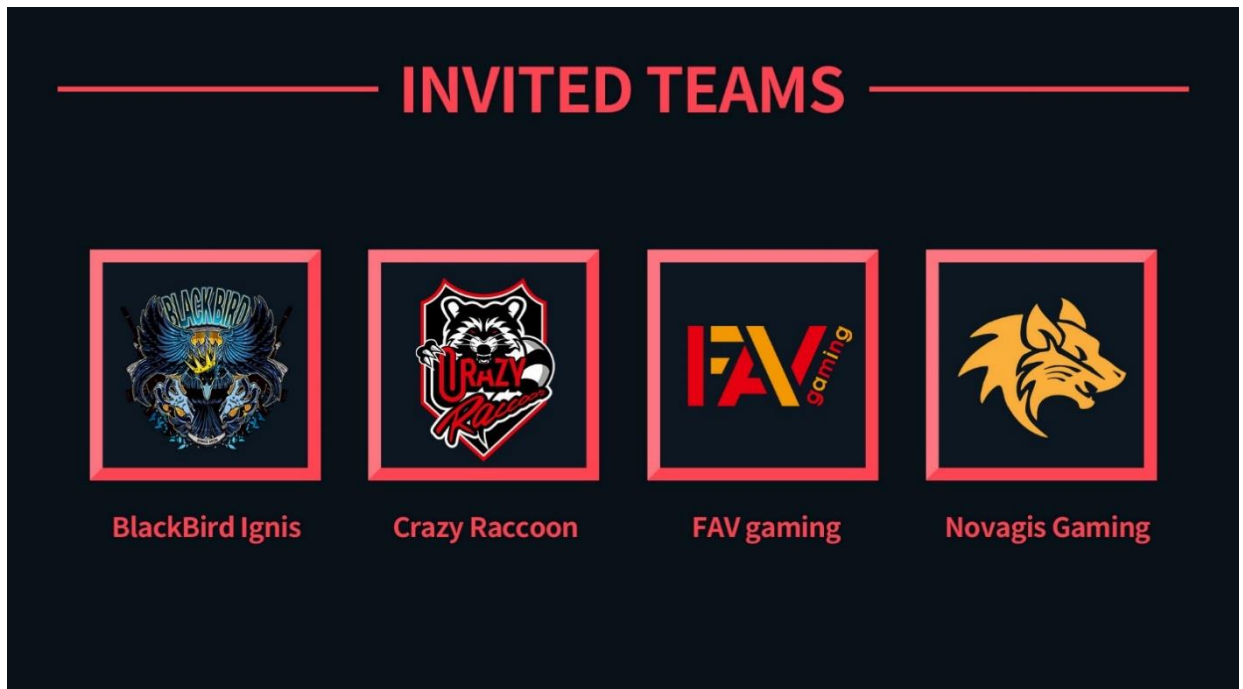 INVITED TEAMS
BLACKBIRD
CRAZY
Raccoon
FAV
gaming
BlackBird Ignis
Crazy Raccoon
FAV gaming
Novagis Gaming